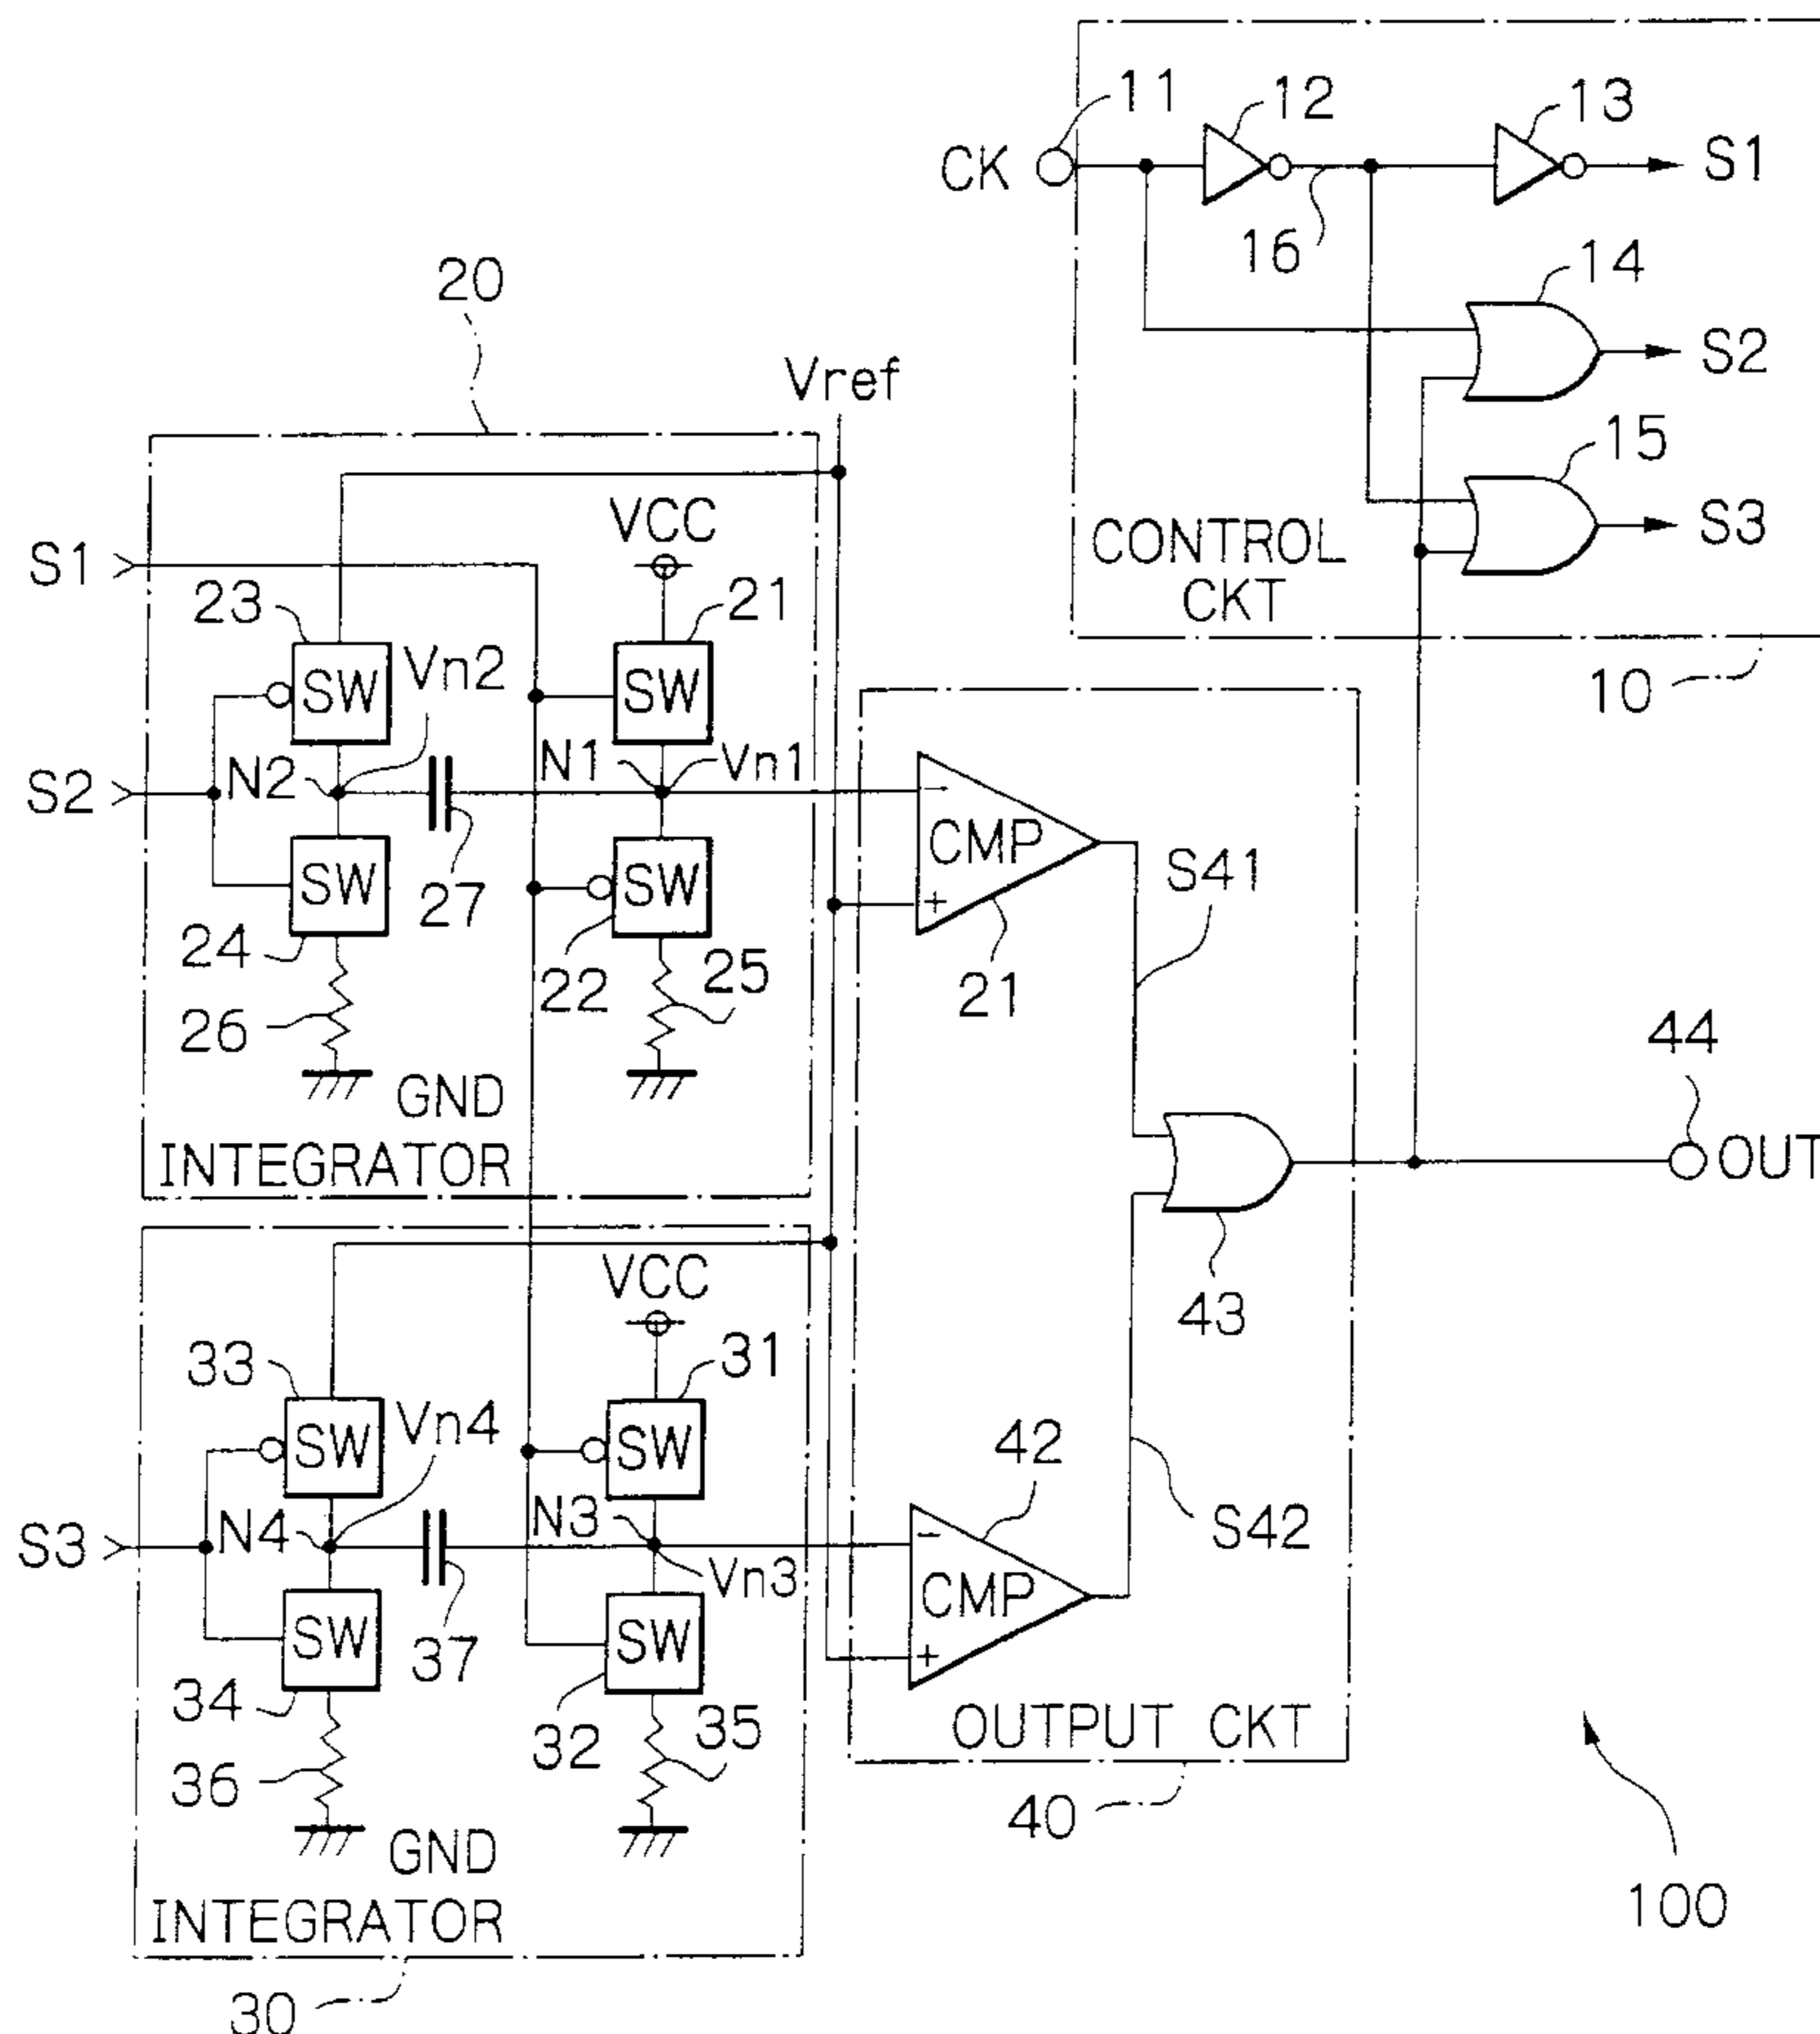 11
12
13
CK
S1
16
14
20
S2
Vref
15
VCC
S3
S1
CONTROL
CKT
23
21
SW
Vn2
SW
10
S2
N2
N1
Vn1
−
CMP
S41
SW
27
SW
+
24
22
25
21
26
44
GND
OUT
INTEGRATOR
VCC
43
33
31
SW
Vn4
SW
42
S3
N4
N3
Vn3
−
S42
CMP
SW
37
SW
+
34
32
35
OUTPUT CKT
36
40
GND
100
INTEGRATOR
30